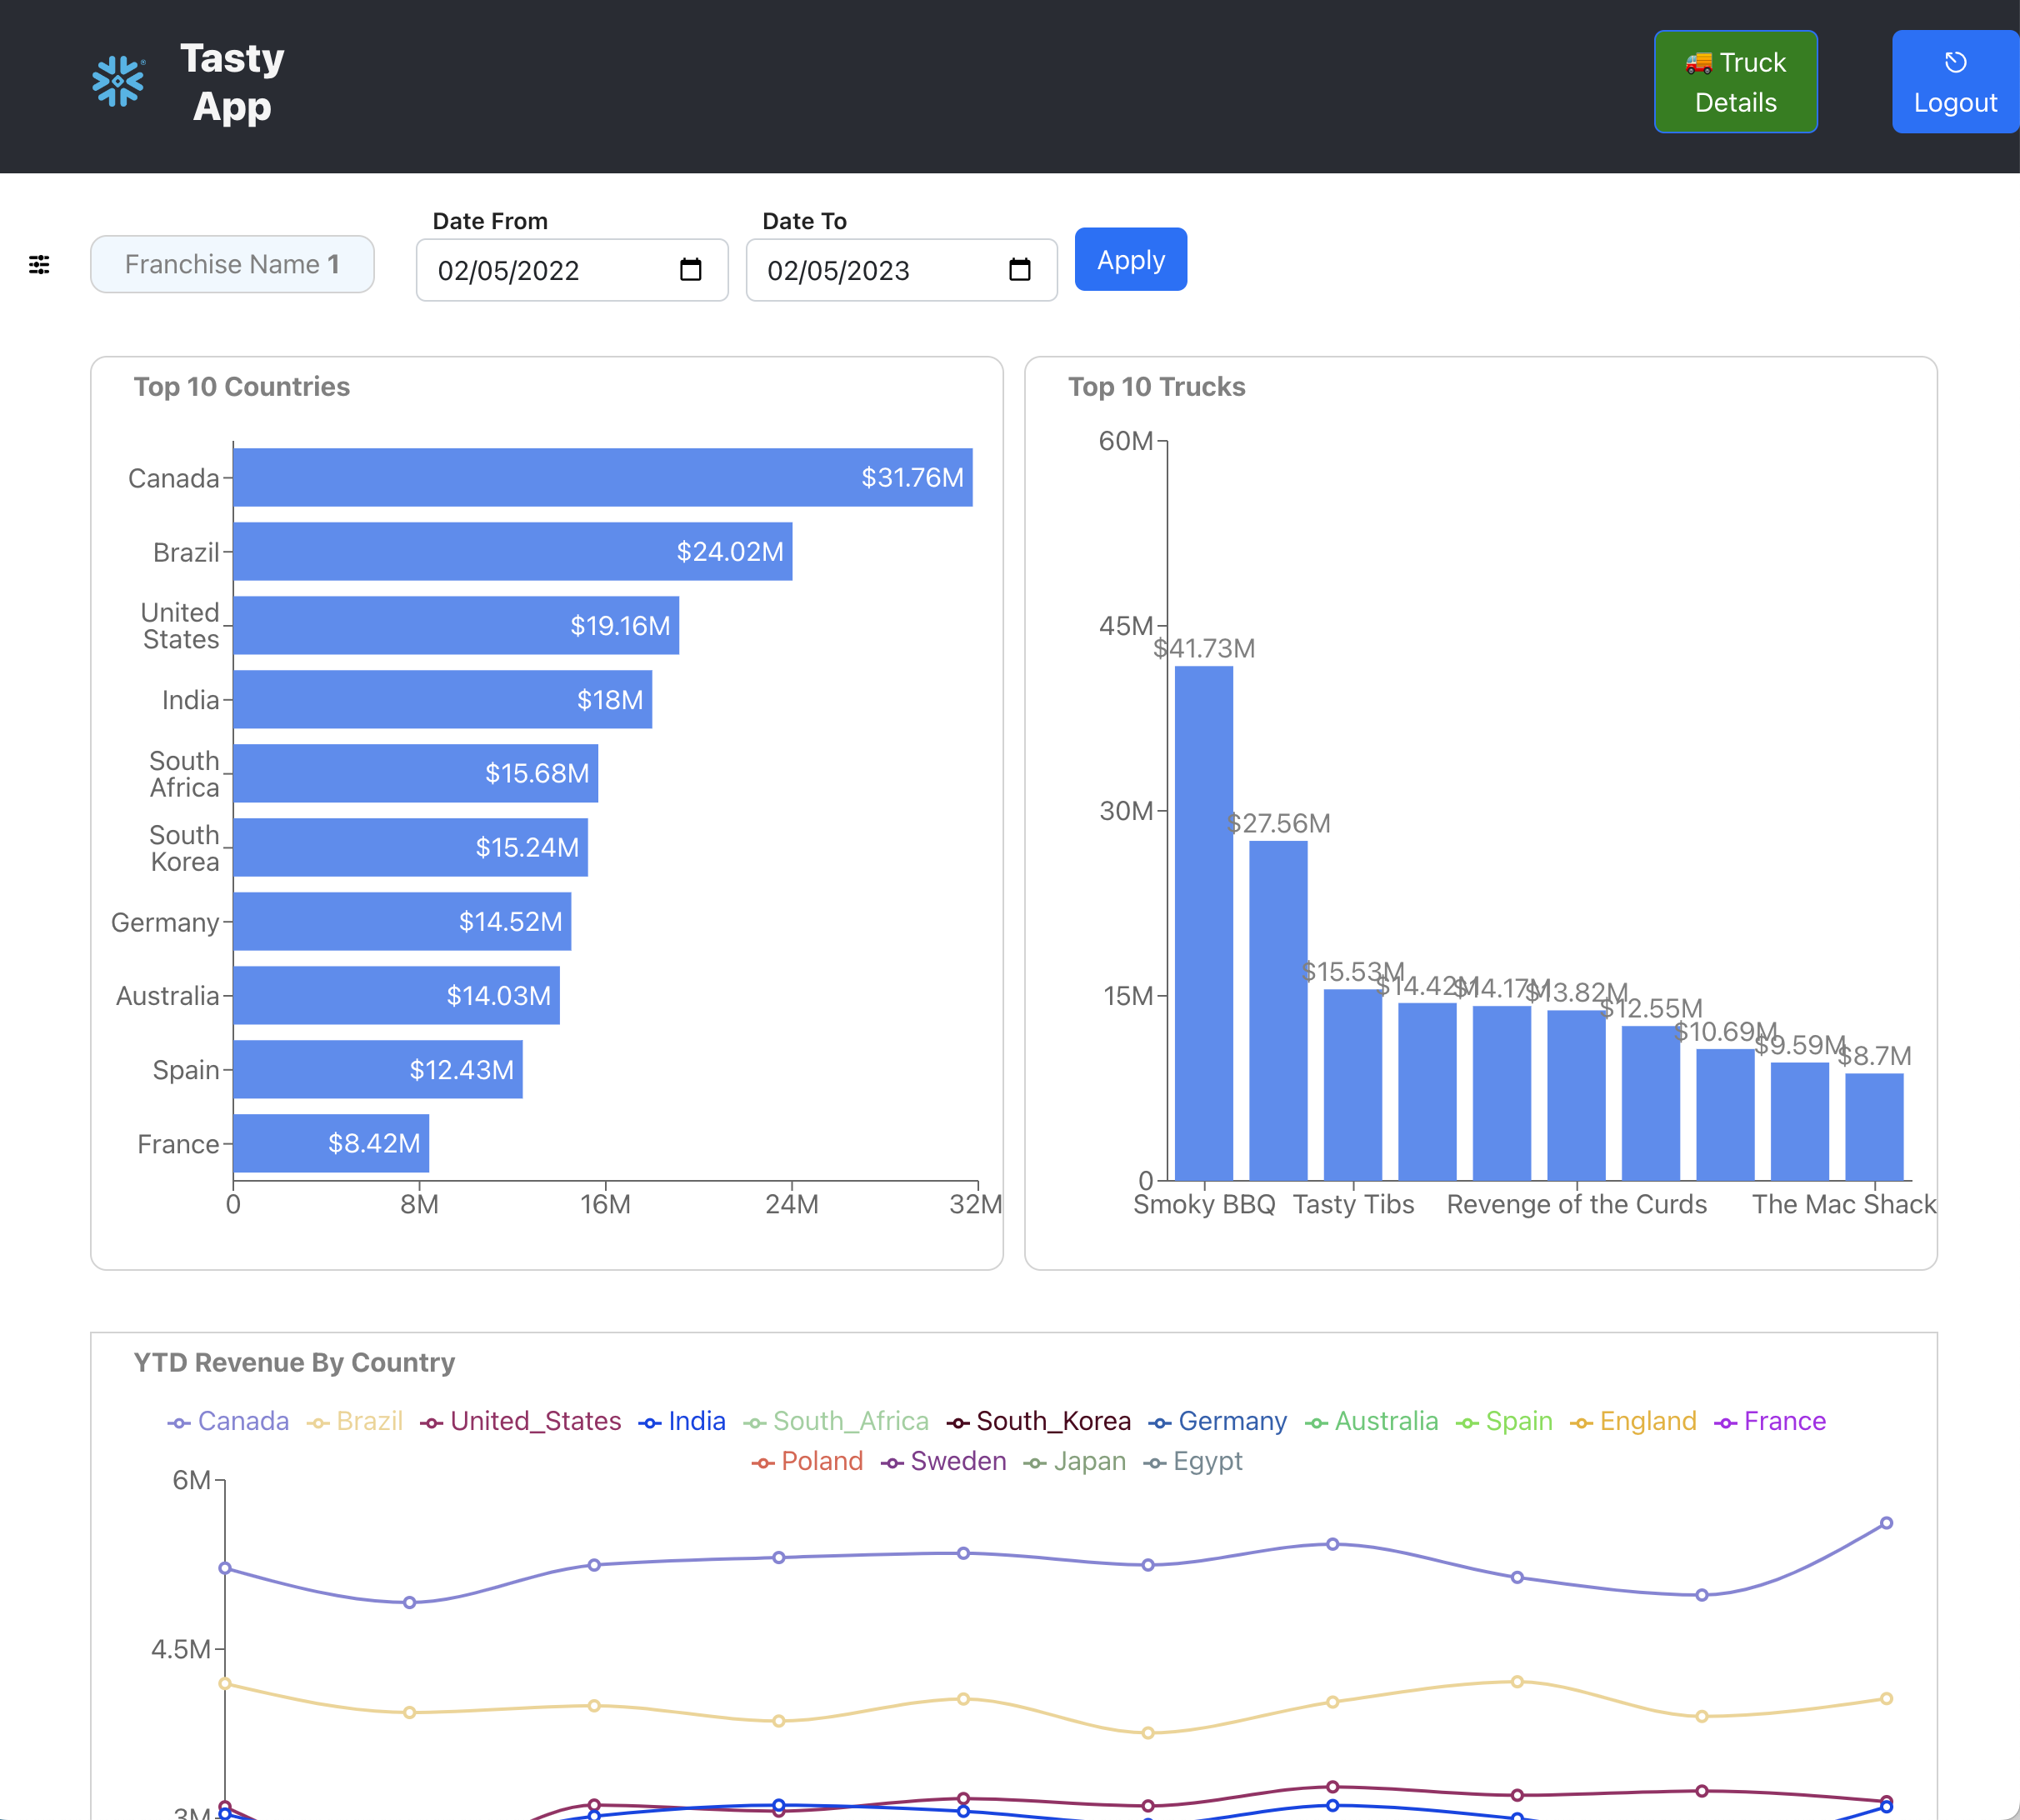 Tasty
App
🚚 Truck
Details
Logout
Franchise Name 1
Date From
02/05/2022
Date To
02/05/2023
Apply
Top 10 Countries
Canada
$31.76M
Brazil
$24.02M
United
States
$19.16M
India
$18M
South
Africa
$15.68M
South
Korea
$15.24M
Germany
$14.52M
Australia
$14.03M
Spain
$12.43M
France
$8.42M
0 8M 16M 24M 32M
Top 10 Trucks
60M
45M
30M
15M
0
$41.73M
$27.56M
$15.53M
$14.42M
$14.17M
$13.82M
$12.55M
$10.69M
$9.59M
$8.7M
Smoky BBQ Tasty Tibs Revenge of the Curds The Mac Shack
YTD Revenue By Country
Canada Brazil United_States India South_Africa South_Korea Germany Australia Spain England France
Poland Sweden Japan Egypt
6M
4.5M
3M